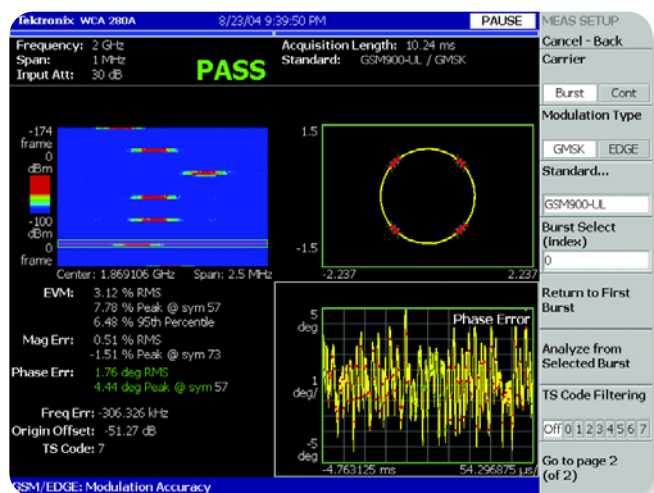 Tektronix WCA 280A 8/23/04 9:39:50 PM PAUSE MEAS SETUP
Cancel - Back
Frequency: 2 GHz
Span: 1 MHz
Input Att: 30 dB
PASS
Acquisition Length: 10.24 ms
Standard: GSM900-UL / GMSK
Carrier
Burst Cont
Modulation Type
GMSK EDGE
Standard...
GSM900-UL
Burst Select
(index)
0
Return to First
Burst
Analyze from
Selected Burst
TS Code Filtering
Off 0 1 2 3 4 5 6 7
Go to page 2
(of 2)
-174
frame
0
dBm
-100
dBm
0
frame
Center: 1.869106 GHz Span: 2.5 MHz
1.5
-1.5
-2.237 2.237
EVM: 3.12 % RMS
7.78 % Peak @ sym 57
6.48 % 95th Percentile
Mag Err: 0.51 % RMS
-1.51 % Peak @ sym 73
Phase Err: 1.76 deg RMS
4.44 deg Peak @ sym 57
Freq Err: -306.326 kHz
Origin Offset: -51.27 dB
TS Code: 7
5
deg
Phase Error
1
deg/
-5
deg
-4.763125 ms 54.296875 µs/
GSM/EDGE: Modulation Accuracy